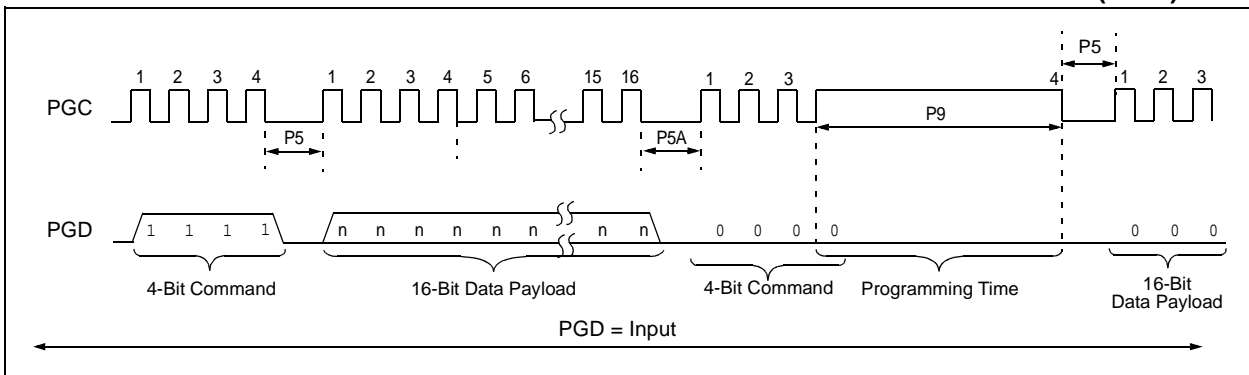 P5
1 2 3 4 1 2 3 4 5 6 15 16 1 2 3 4 1 2 3
PGC
P9
P5 P5A
PGD 1 1 1 1 n n n n n n n n 0 0 0 0 0 0 0
4-Bit Command 16-Bit Data Payload 4-Bit Command Programming Time 16-Bit
Data Payload
PGD = Input